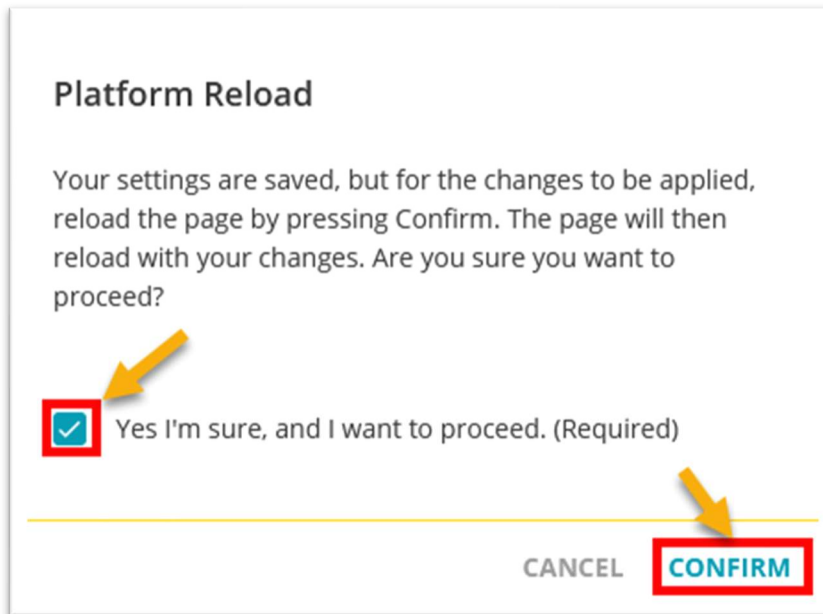 Platform Reload
Your settings are saved, but for the changes to be applied,
reload the page by pressing Confirm. The page will then
reload with your changes. Are you sure you want to
proceed?
Yes I'm sure, and I want to proceed. (Required)
CANCEL CONFIRM